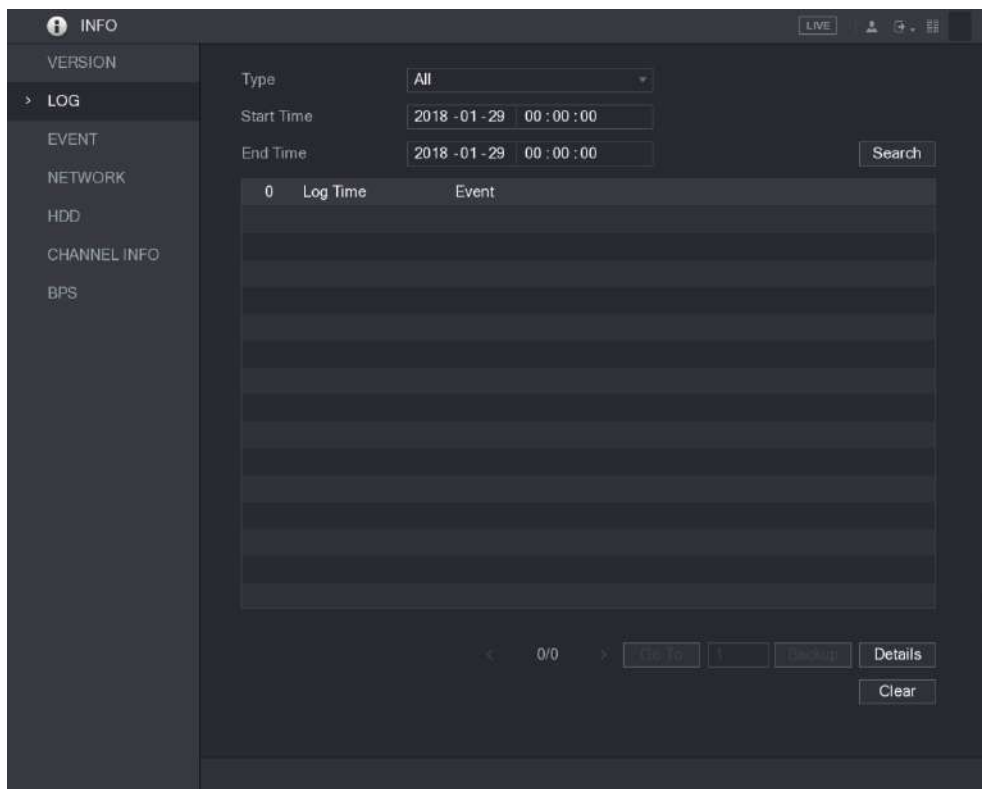 INFO
LIVE
VERSION
LOG
EVENT
NETWORK
HDD
CHANNEL INFO
BPS
Type All
Start Time 2018 -01 -29 00 : 00 : 00
End Time 2018 -01 -29 00 : 00 : 00
Search
0 Log Time Event
< 0/0 > Go To 1 Backup Details
Clear